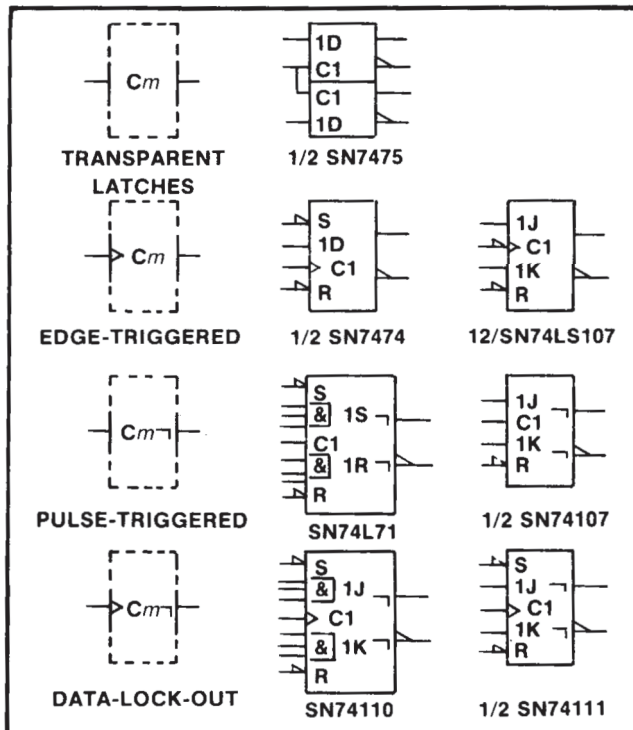 Cm
1D
C1
C1
1D
TRANSPARENT
LATCHES
1/2 SN7475
Cm
S
1D
C1
R
1J
C1
1K
R
EDGE-TRIGGERED
1/2 SN7474
12/SN74LS107
Cm¬
S
& 1S ¬
C1
& 1R ¬
R
1J ¬
C1
1K ¬
R
PULSE-TRIGGERED
SN74L71
1/2 SN74107
Cm¬
S
& 1J ¬
C1
& 1K ¬
R
S
1J ¬
C1
1K ¬
R
DATA-LOCK-OUT
SN74110
1/2 SN74111